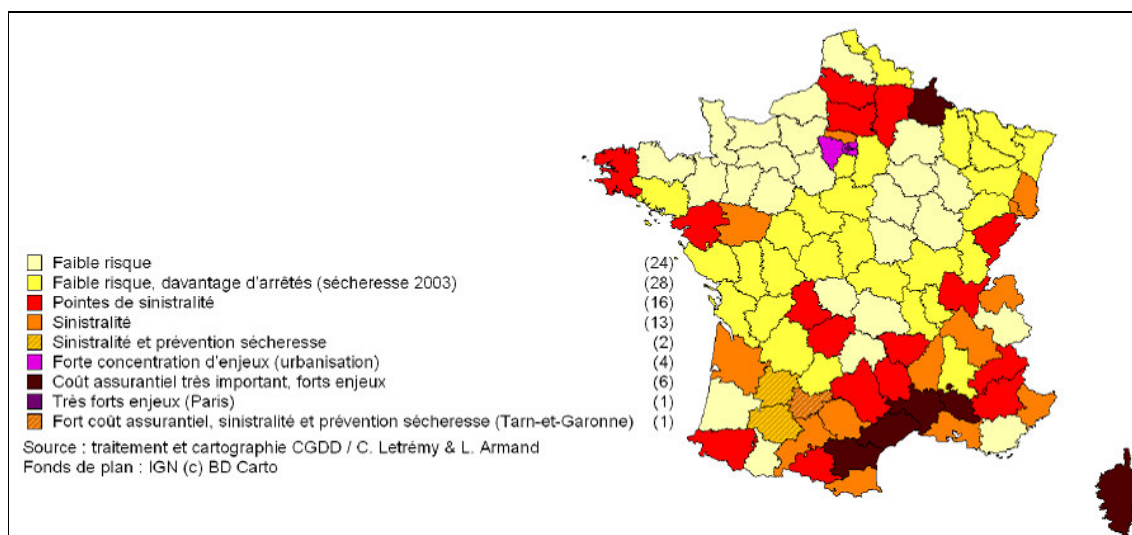 Faible risque (24)
Faible risque, davantage d'arrêtés (sécheresse 2003) (28)
Pointes de sinistralité (16)
Sinistralité (13)
Sinistralité et prévention sécheresse (2)
Forte concentration d'enjeux (urbanisation) (4)
Coût assurantiel très important, forts enjeux (6)
Très forts enjeux (Paris) (1)
Fort coût assurantiel, sinistralité et prévention sécheresse (Tarn-et-Garonne) (1)
Source : traitement et cartographie CGDD / C. Letrémy & L. Armand
Fonds de plan : IGN (c) BD Carto